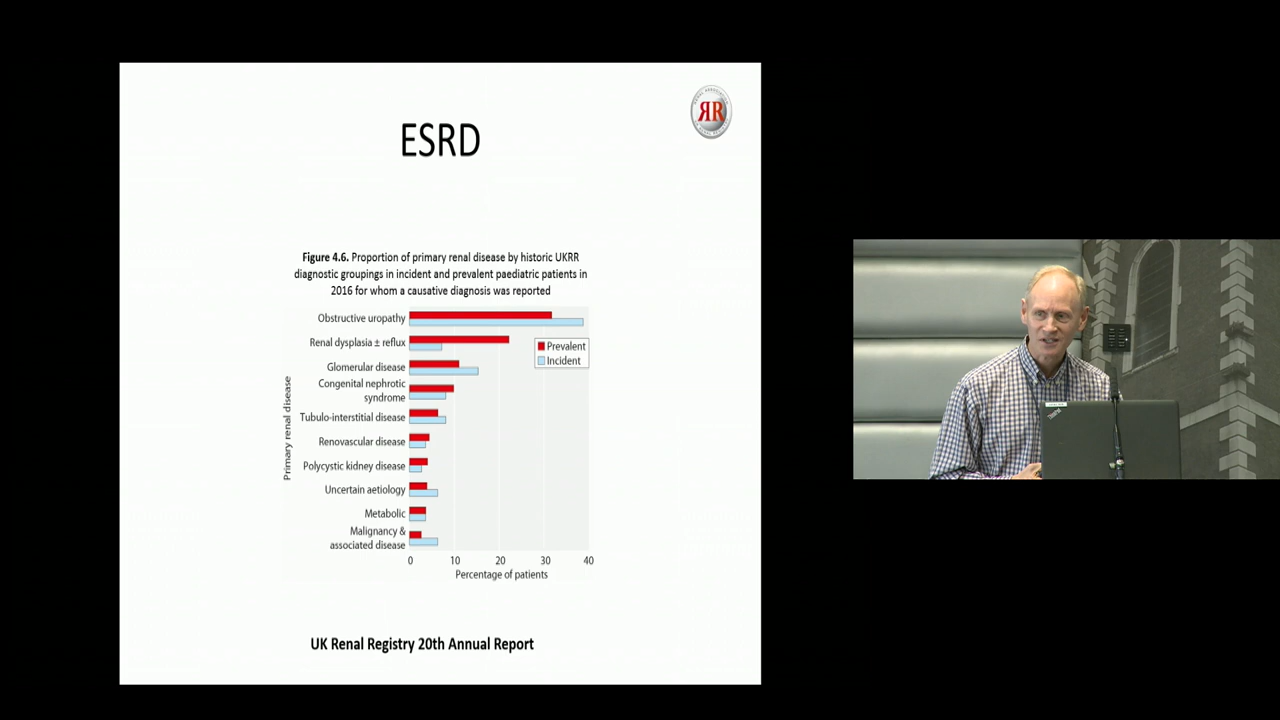 ESRD
Figure 4.6. Proportion of primary renal disease by historic UKRR
diagnostic groupings in incident and prevalent paediatric patients in
2016 for whom a causative diagnosis was reported
Primary renal disease
Obstructive uropathy
Renal dysplasia ± reflux
Glomerular disease
Congenital nephrotic
syndrome
Tubulo-interstitial disease
Renovascular disease
Polycystic kidney disease
Uncertain aetiology
Metabolic
Malignancy &
associated disease
Prevalent
Incident
0 10 20 30 40
Percentage of patients
UK Renal Registry 20th Annual Report